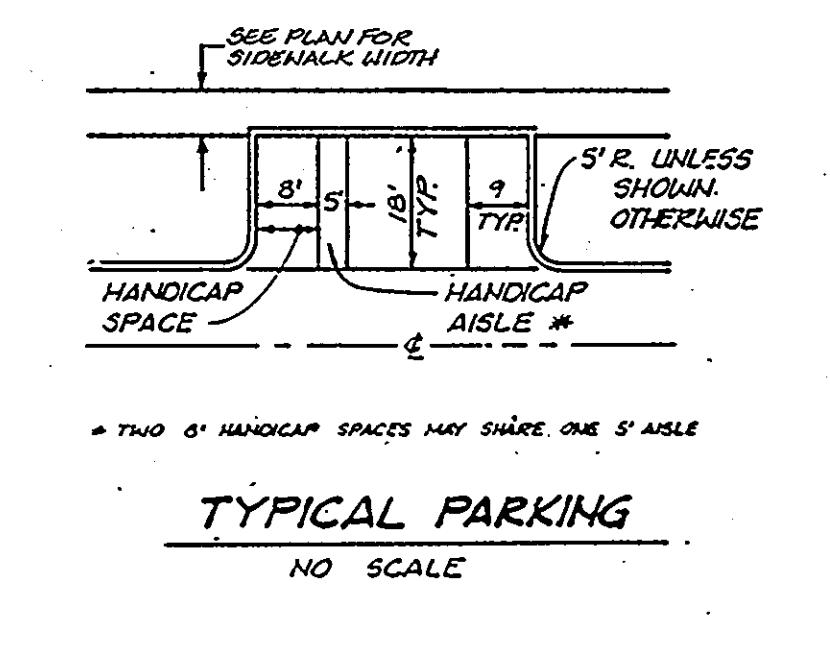 SEE PLAN FOR
SIDEWALK WIDTH
8'
5'
18'
TYP.
9
TYP.
5' R. UNLESS
SHOWN.
OTHERWISE
HANDICAP
SPACE
HANDICAP
AISLE *
℄
* TWO 8' HANDICAP SPACES MAY SHARE ONE 5' AISLE
TYPICAL PARKING
NO SCALE